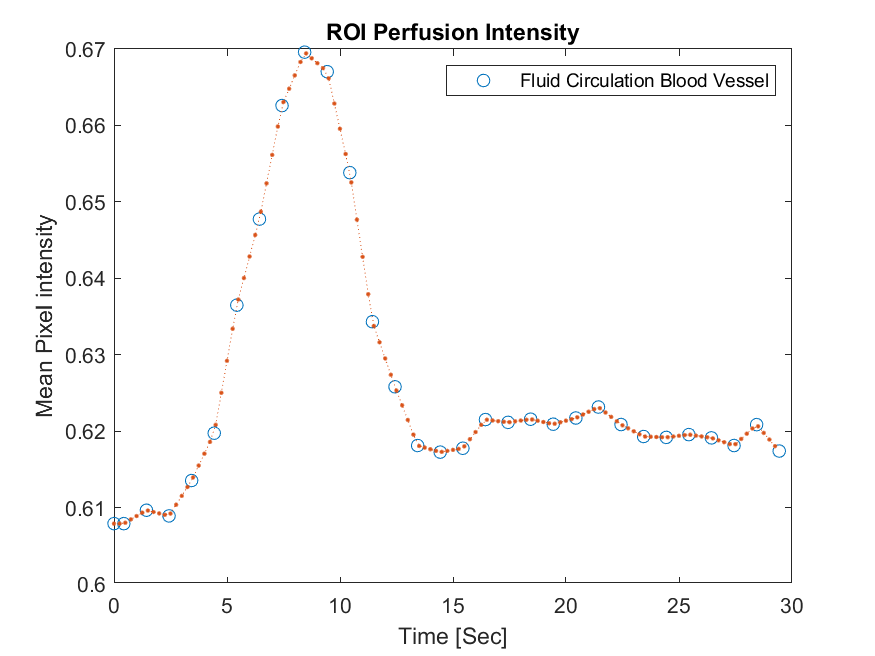 ROI Perfusion Intensity
Fluid Circulation Blood Vessel
Mean Pixel intensity
0.67
0.66
0.65
0.64
0.63
0.62
0.61
0.6
0 5 10 15 20 25 30
Time [Sec]